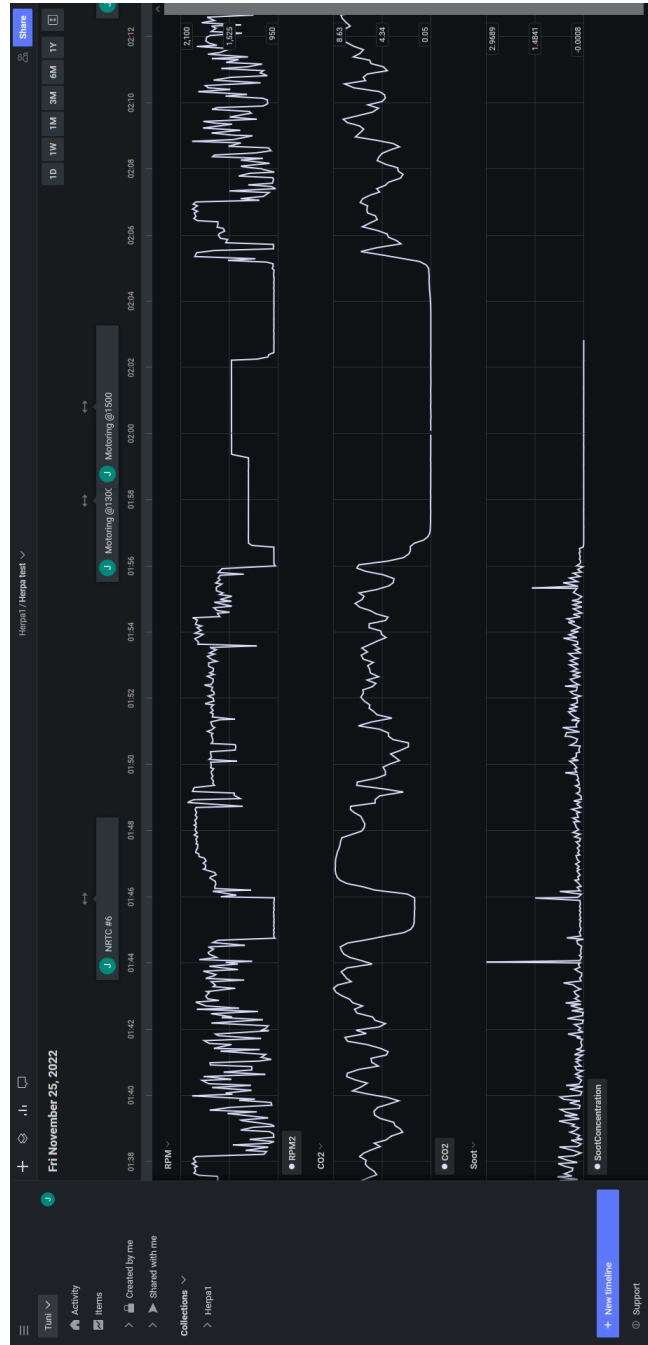 Herpa1 / Herpa test
Share
Tuni
J
Activity
Items
Created by me
Shared with me
Collections
Herpa1
+ New timeline
Support
Fri November 25, 2022
1D 1W 1M 3M 6M 1Y
J NRTC #6
J Motoring @1300
J Motoring @1500
J
01:38 01:40 01:42 01:44 01:46 01:48 01:50 01:52 01:54 01:56 01:58 02:00 02:02 02:04 02:06 02:08 02:10 02:12
RPM
2,100
1,525
950
RPM2
CO2
8.63
4.34
0.05
CO2
Soot
2.9689
1.4841
-0.0008
SootConcentration